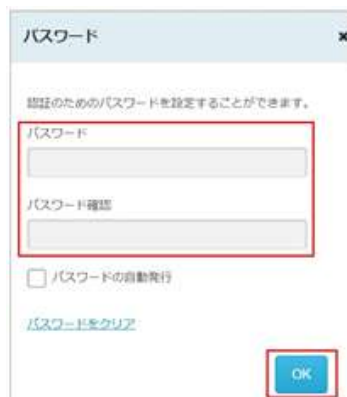 パスワード
認証のためのパスワードを設定することができます。
パスワード
パスワード確認
パスワードの自動発行
パスワードをクリア
OK